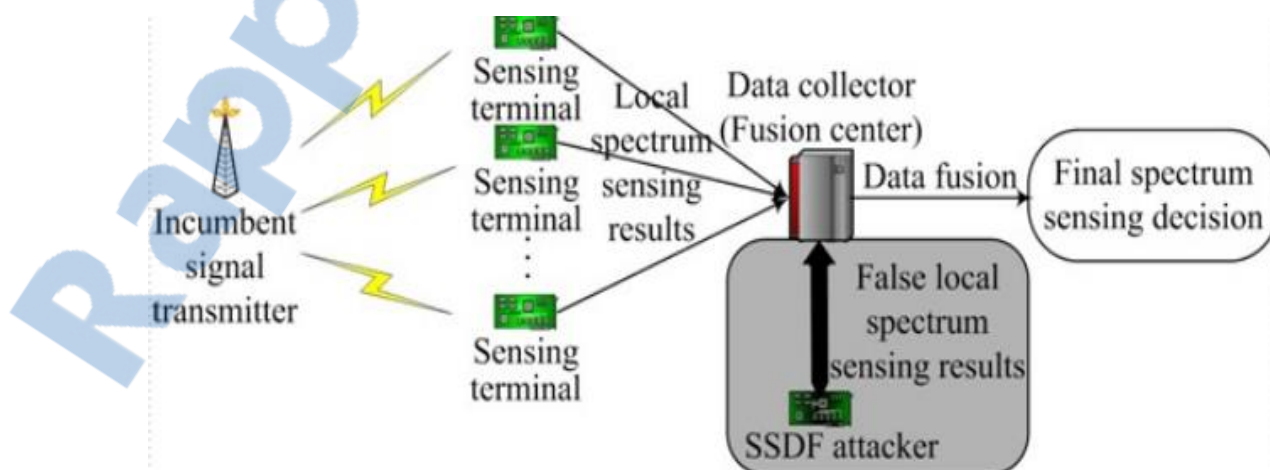 Rapp
Sensing
terminal
Sensing
terminal
Sensing
terminal
Incumbent
signal
transmitter
Local
spectrum
sensing
results
Data collector
(Fusion center)
Data fusion
Final spectrum
sensing decision
False local
spectrum
sensing results
SSDF attacker